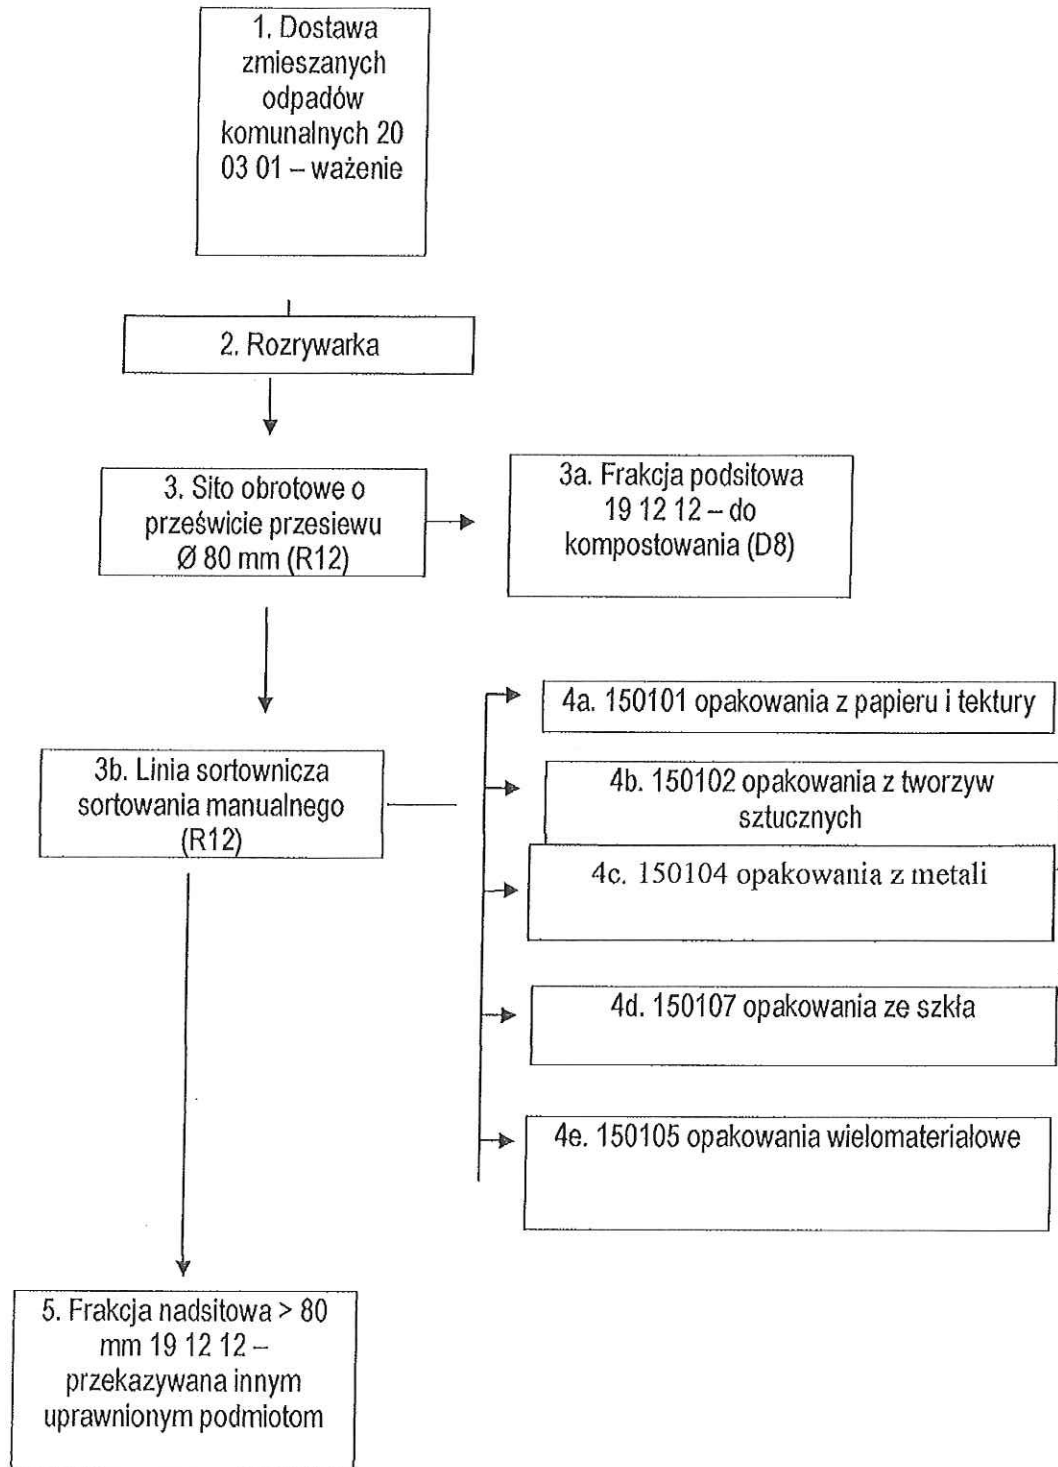 1. Dostawa
zmieszanych
odpadów
komunalnych 20
03 01 – ważenie
2. Rozrywarka
3. Sito obrotowe o
prześwicie przesiewu
Ø 80 mm (R12)
3a. Frakcja podsitowa
19 12 12 – do
kompostowania (D8)
3b. Linia sortownicza
sortowania manualnego
(R12)
4a. 150101 opakowania z papieru i tektury
4b. 150102 opakowania z tworzyw
sztucznych
4c. 150104 opakowania z metali
4d. 150107 opakowania ze szkła
4e. 150105 opakowania wielomateriałowe
5. Frakcja nadsitowa > 80
mm 19 12 12 –
przekazywana innym
uprawnionym podmiotom